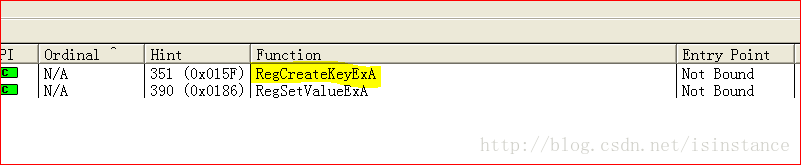 PI Ordinal ^ Hint Function Entry Point
C N/A 351 (0x015F) RegCreateKeyExA Not Bound
C N/A 390 (0x0186) RegSetValueExA Not Bound
http://blog.csdn.net/isinstance